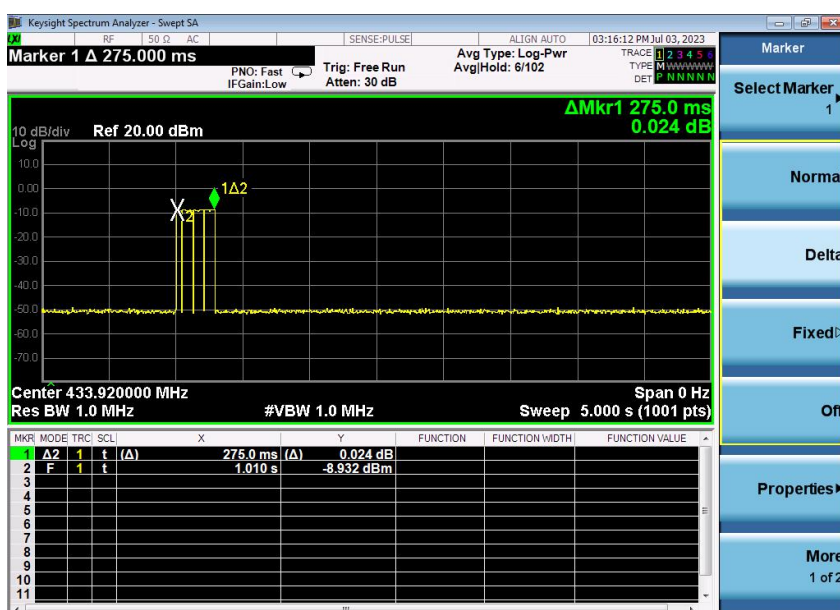 Keysight Spectrum Analyzer - Swept SA
LXI RF 50 Ω AC SENSE:PULSE ALIGN AUTO 03:16:12 PM Jul 03, 2023
Marker 1 Δ 275.000 ms
PNO: Fast
IFGain:Low
Trig: Free Run
Atten: 30 dB
Avg Type: Log-Pwr
Avg|Hold: 6/102
TRACE 1 2 3 4 5 6
TYPE M WWWWW
DET P N N N N N
ΔMkr1 275.0 ms
0.024 dB
10 dB/div Ref 20.00 dBm
Log
10.0
0.00
-10.0
-20.0
-30.0
-40.0
-50.0
-60.0
-70.0
1Δ2
X2
Center 433.920000 MHz Span 0 Hz
Res BW 1.0 MHz #VBW 1.0 MHz Sweep 5.000 s (1001 pts)
MKR MODE TRC SCL X Y FUNCTION FUNCTION WIDTH FUNCTION VALUE
1 Δ2 1 t (Δ) 275.0 ms (Δ) 0.024 dB
2 F 1 t 1.010 s -8.932 dBm
3
4
5
6
7
8
9
10
11
Marker
Select Marker
1
Norma
Delta
Fixed
Off
Properties
More
1 of 2